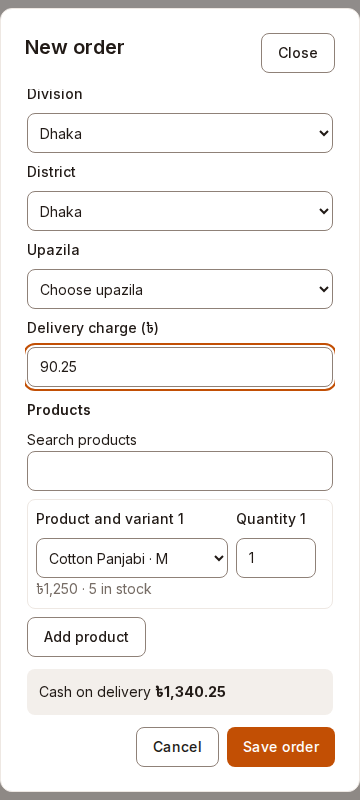 New order
Close
Division
Dhaka
District
Dhaka
Upazila
Choose upazila
Delivery charge (৳)
90.25
Products
Search products
Product and variant 1
Quantity 1
Cotton Panjabi · M
1
৳1,250 · 5 in stock
Add product
Cash on delivery ৳1,340.25
Cancel
Save order